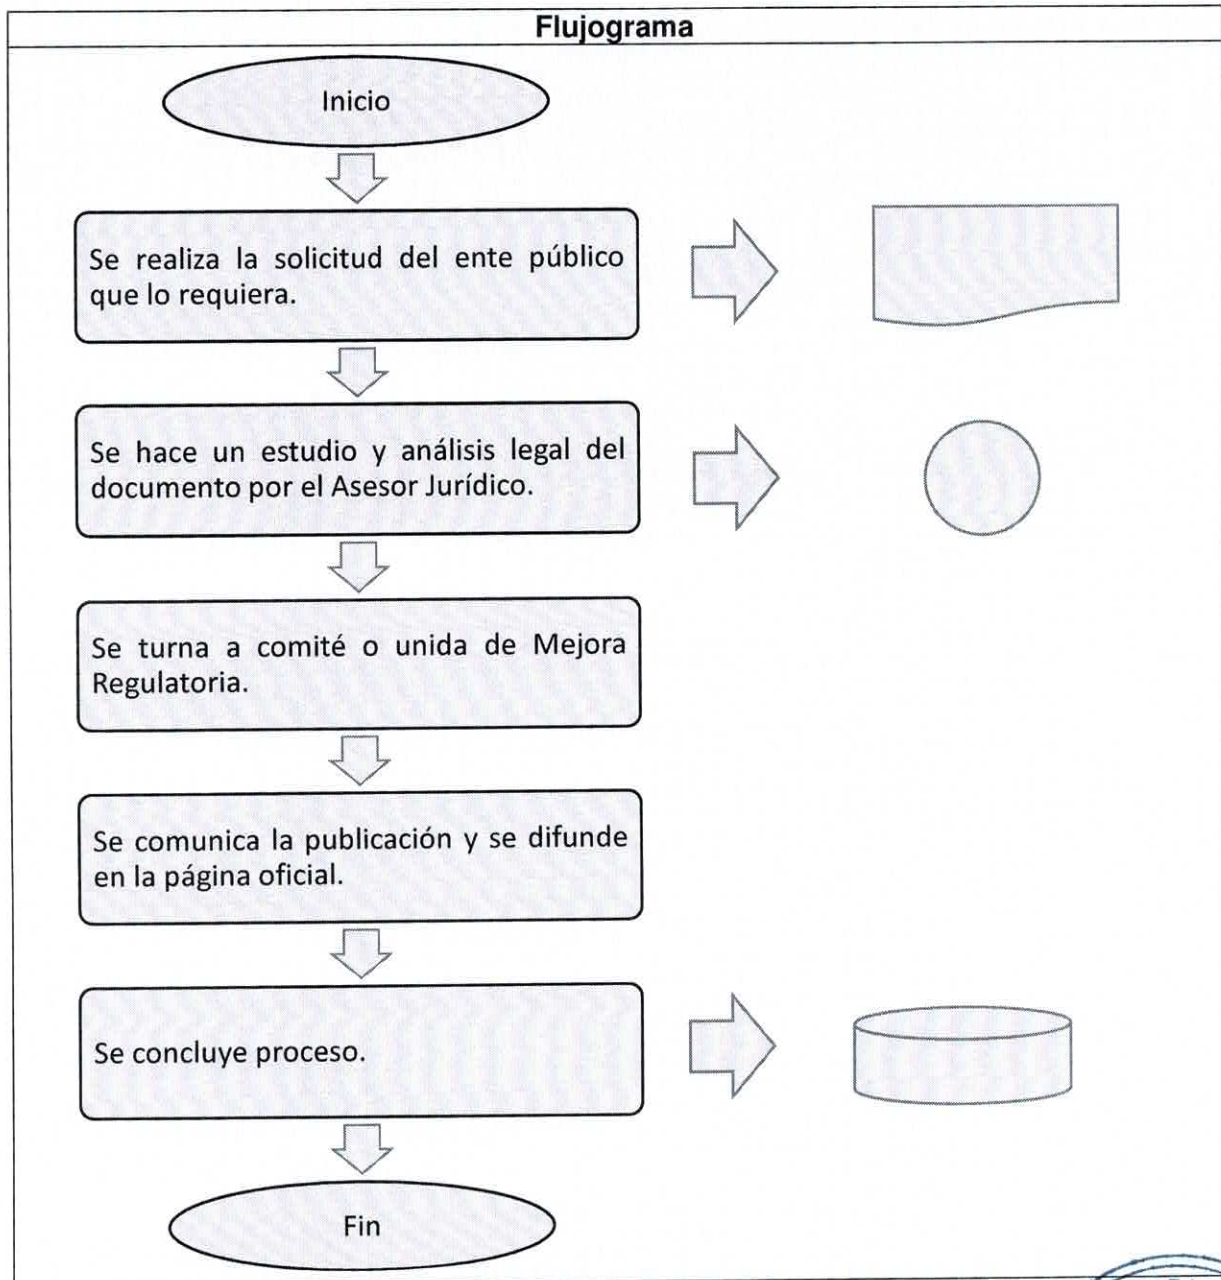 Flujograma
Inicio
Se realiza la solicitud del ente público
que lo requiera.
Se hace un estudio y análisis legal del
documento por el Asesor Jurídico.
Se turna a comité o unida de Mejora
Regulatoria.
Se comunica la publicación y se difunde
en la página oficial.
Se concluye proceso.
Fin